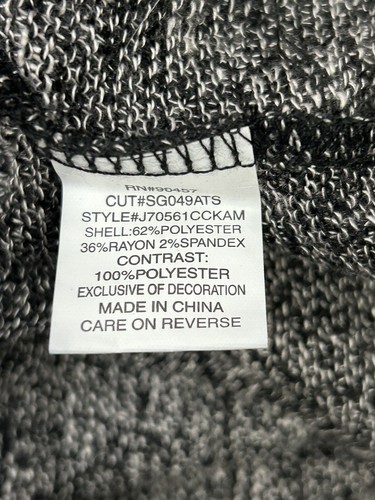 RN#90457
CUT#SG049ATS
STYLE#J70561CCKAM
SHELL:62%POLYESTER
36%RAYON 2%SPANDEX
CONTRAST:
100%POLYESTER
EXCLUSIVE OF DECORATION
MADE IN CHINA
CARE ON REVERSE